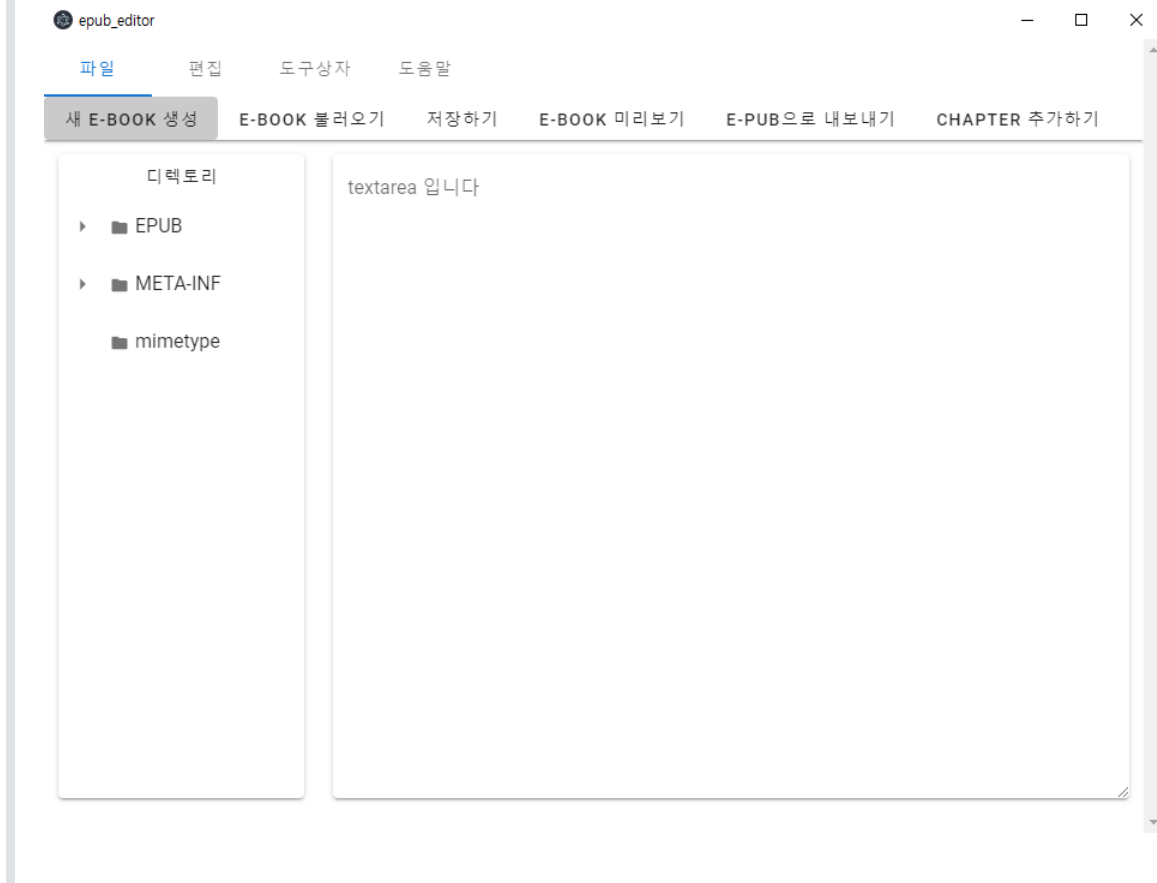 epub_editor
파일 편집 도구상자 도움말
새 E-BOOK 생성 E-BOOK 불러오기 저장하기 E-BOOK 미리보기 E-PUB으로 내보내기 CHAPTER 추가하기
디렉토리
textarea 입니다
EPUB
META-INF
mimetype